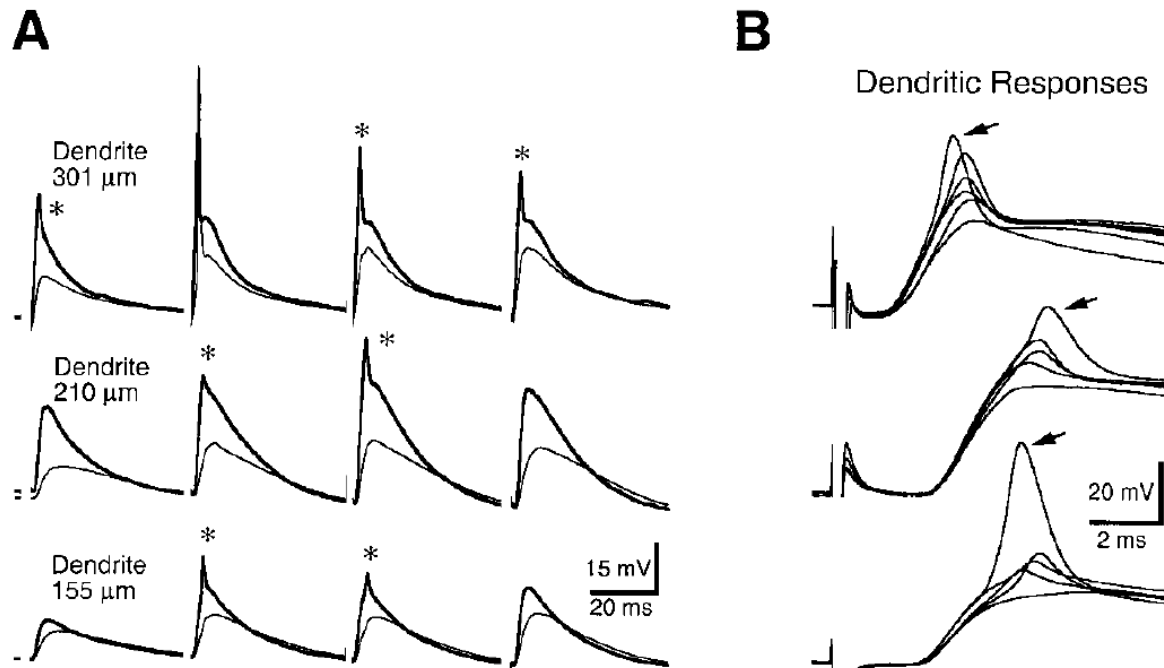 A
Dendrite
301 μm
*
*
*
Dendrite
210 μm
*
*
Dendrite
155 μm
*
*
15 mV
20 ms
B
Dendritic Responses
20 mV
2 ms